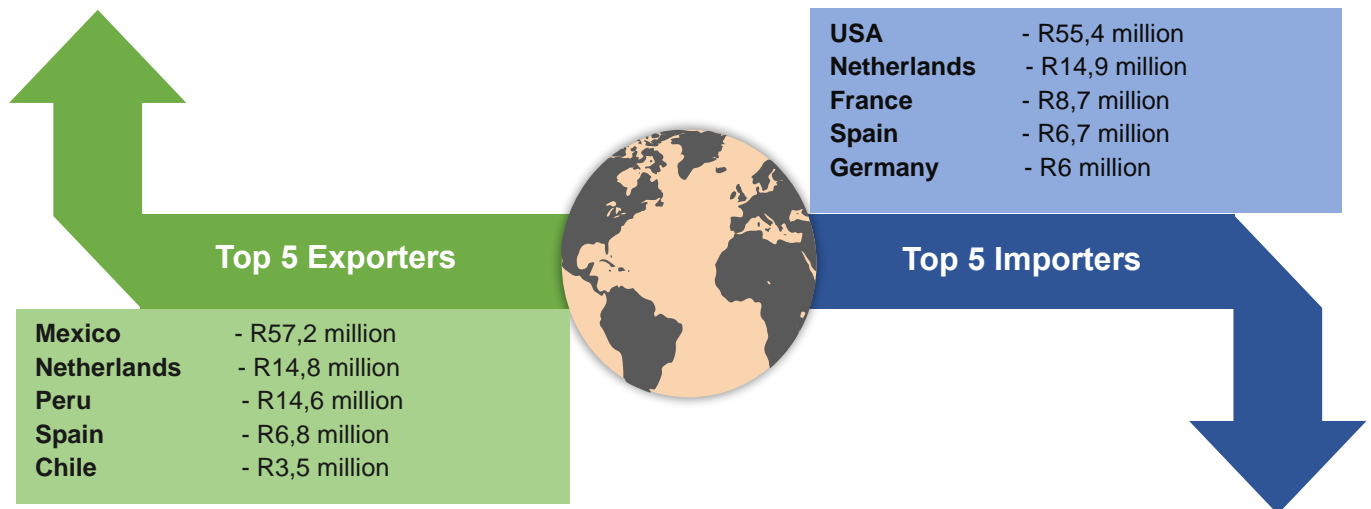 Top 5 Exporters
Mexico - R57,2 million
Netherlands - R14,8 million
Peru - R14,6 million
Spain - R6,8 million
Chile - R3,5 million
USA - R55,4 million
Netherlands - R14,9 million
France - R8,7 million
Spain - R6,7 million
Germany - R6 million
Top 5 Importers